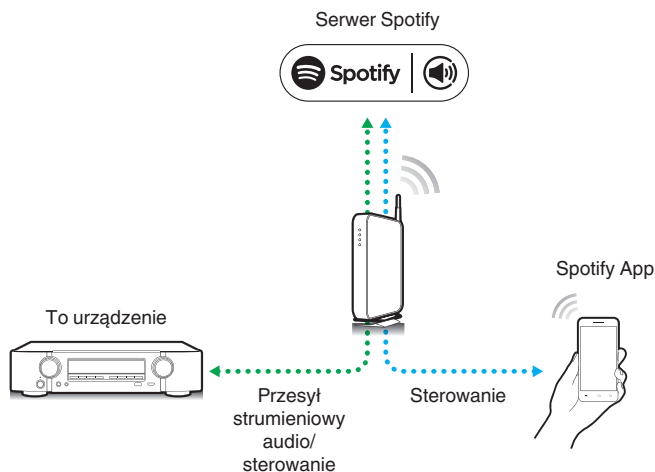 Serwer Spotify
Spotify
Spotify App
To urządzenie
Przesył
strumieniowy
audio/
sterowanie
Sterowanie